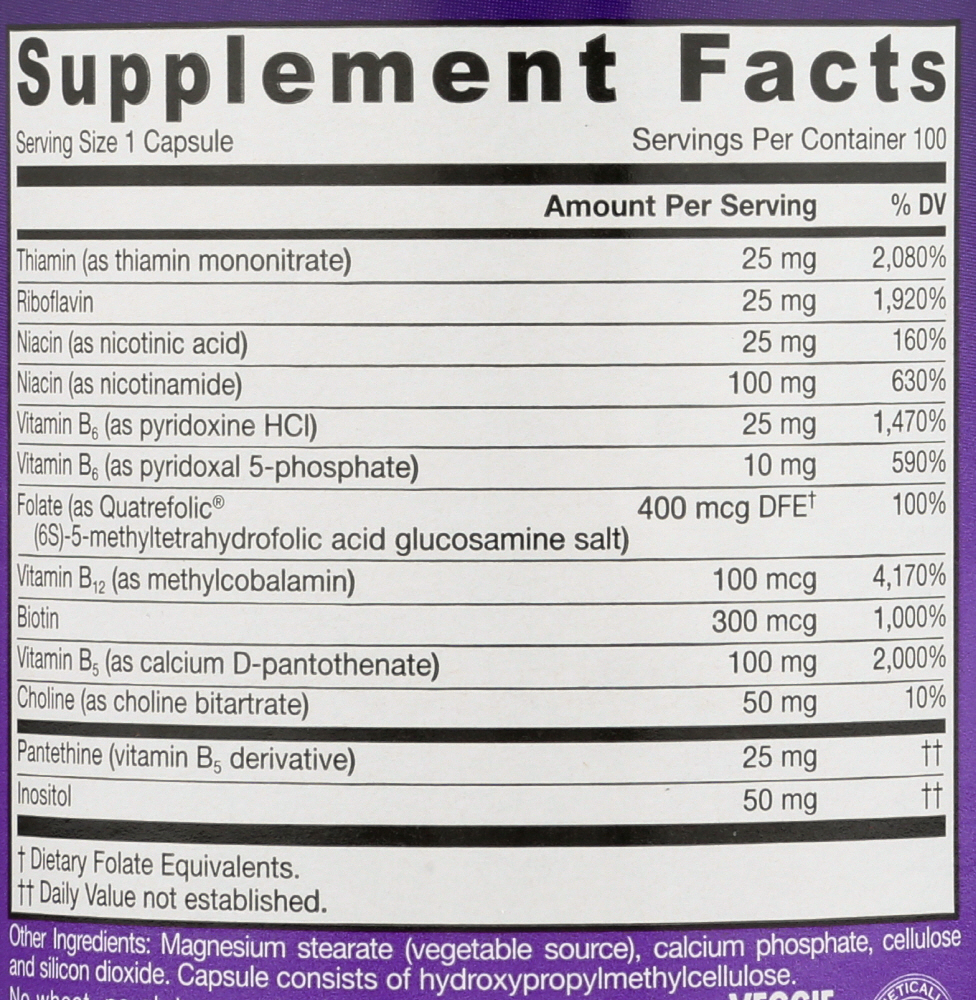 Supplement Facts
Serving Size 1 Capsule Servings Per Container 100
Amount Per Serving % DV
Thiamin (as thiamin mononitrate) 25 mg 2,080%
Riboflavin 25 mg 1,920%
Niacin (as nicotinic acid) 25 mg 160%
Niacin (as nicotinamide) 100 mg 630%
Vitamin B₆ (as pyridoxine HCl) 25 mg 1,470%
Vitamin B₆ (as pyridoxal 5-phosphate) 10 mg 590%
Folate (as Quatrefolic® 400 mcg DFE† 100%
(6S)-5-methyltetrahydrofolic acid glucosamine salt)
Vitamin B₁₂ (as methylcobalamin) 100 mcg 4,170%
Biotin 300 mcg 1,000%
Vitamin B₅ (as calcium D-pantothenate) 100 mg 2,000%
Choline (as choline bitartrate) 50 mg 10%
Pantethine (vitamin B₅ derivative) 25 mg ††
Inositol 50 mg ††
† Dietary Folate Equivalents.
†† Daily Value not established.
Other Ingredients: Magnesium stearate (vegetable source), calcium phosphate, cellulose
and silicon dioxide. Capsule consists of hydroxypropylmethylcellulose.
No